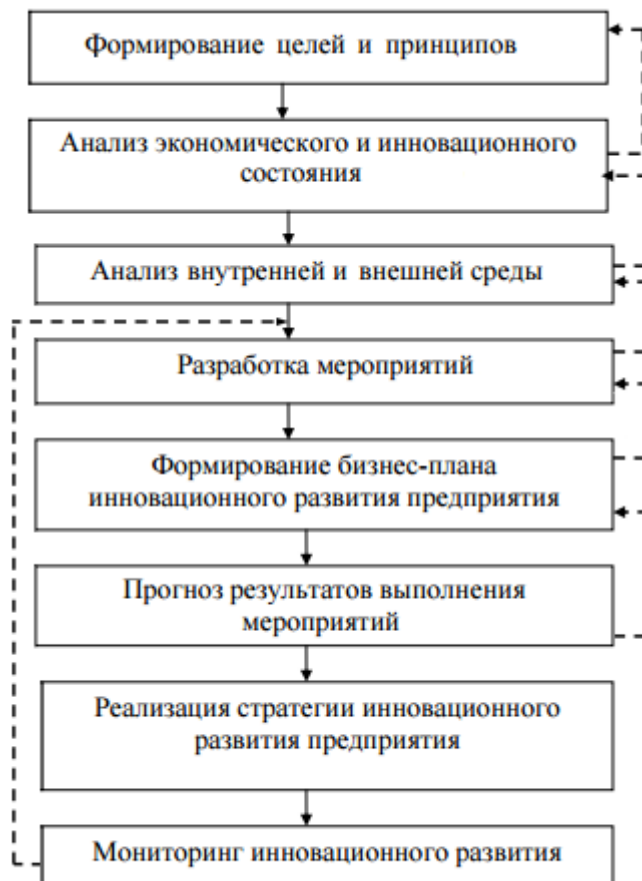 Формирование целей и принципов
Анализ экономического и инновационного
состояния
Анализ внутренней и внешней среды
Разработка мероприятий
Формирование бизнес-плана
инновационного развития предприятия
Прогноз результатов выполнения
мероприятий
Реализация стратегии инновационного
развития предприятия
Мониторинг инновационного развития